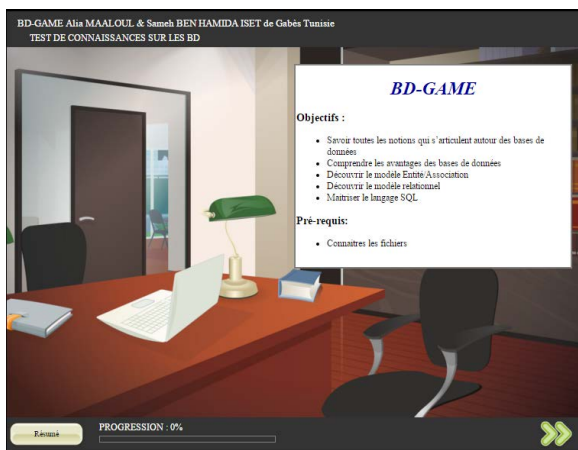 BD-GAME Alia MAALOUL & Sameh BEN HAMIDA ISET de Gabès Tunisie
TEST DE CONNAISSANCES SUR LES BD
BD-GAME
Objectifs :
• Savoir toutes les notions qui s'articulent autour des bases de
données
• Comprendre les avantages des bases de données
• Découvrir le modèle Entité/Association
• Découvrir le modèle relationnel
• Maitriser le langage SQL
Pré-requis:
• Connaitres les fichiers
Résumé
PROGRESSION : 0%